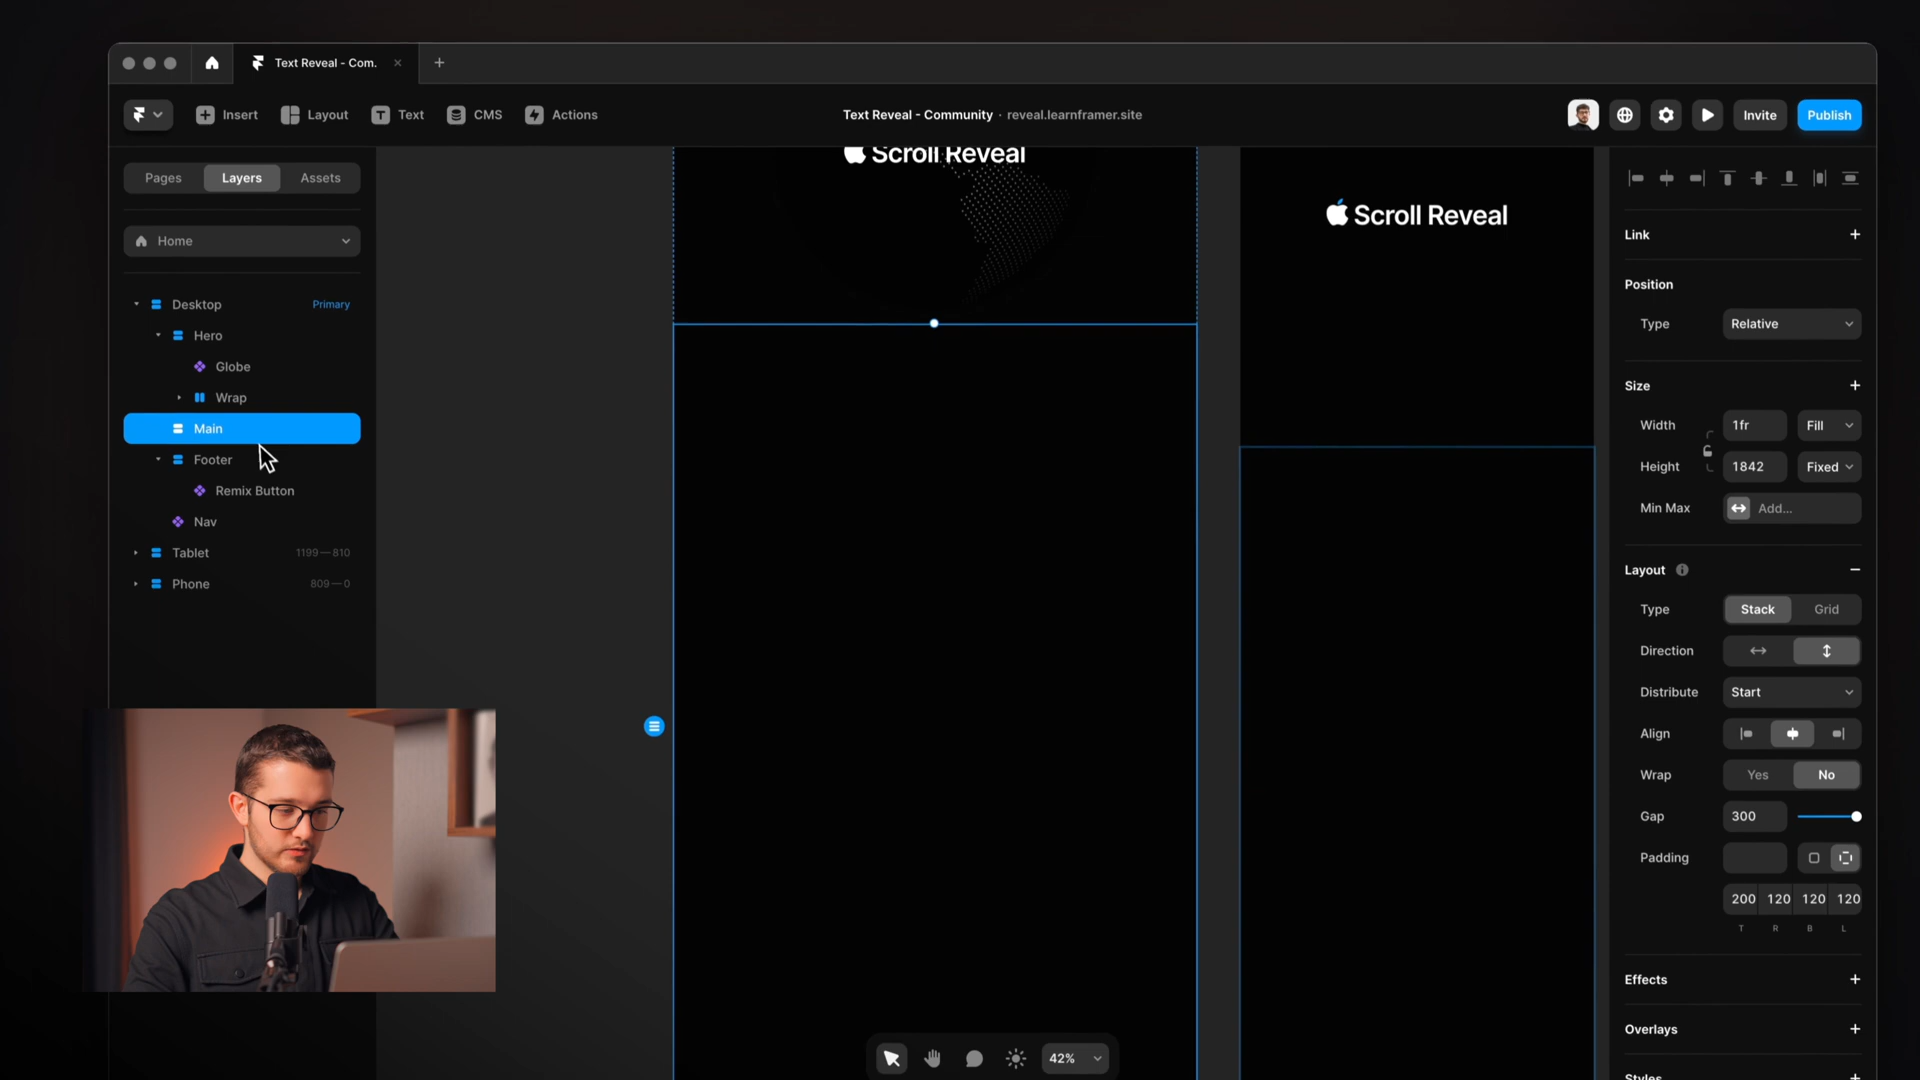 Text Reveal - Com.
Insert
Layout
Text
CMS
Actions
Text Reveal - Community · reveal.learnframer.site
Invite
Publish
Pages
Layers
Assets
Home
Desktop
Primary
Hero
Globe
Wrap
Main
Footer
Remix Button
Nav
Tablet
1199—810
Phone
809—0
Scroll Reveal
Scroll Reveal
42%
Link
Position
Type
Relative
Size
Width
1fr
Fill
Height
1842
Fixed
Min Max
Add...
Layout
Type
Stack
Grid
Direction
Distribute
Start
Align
Wrap
Yes
No
Gap
300
Padding
200 120 120 120
T R B L
Effects
Overlays
Styles